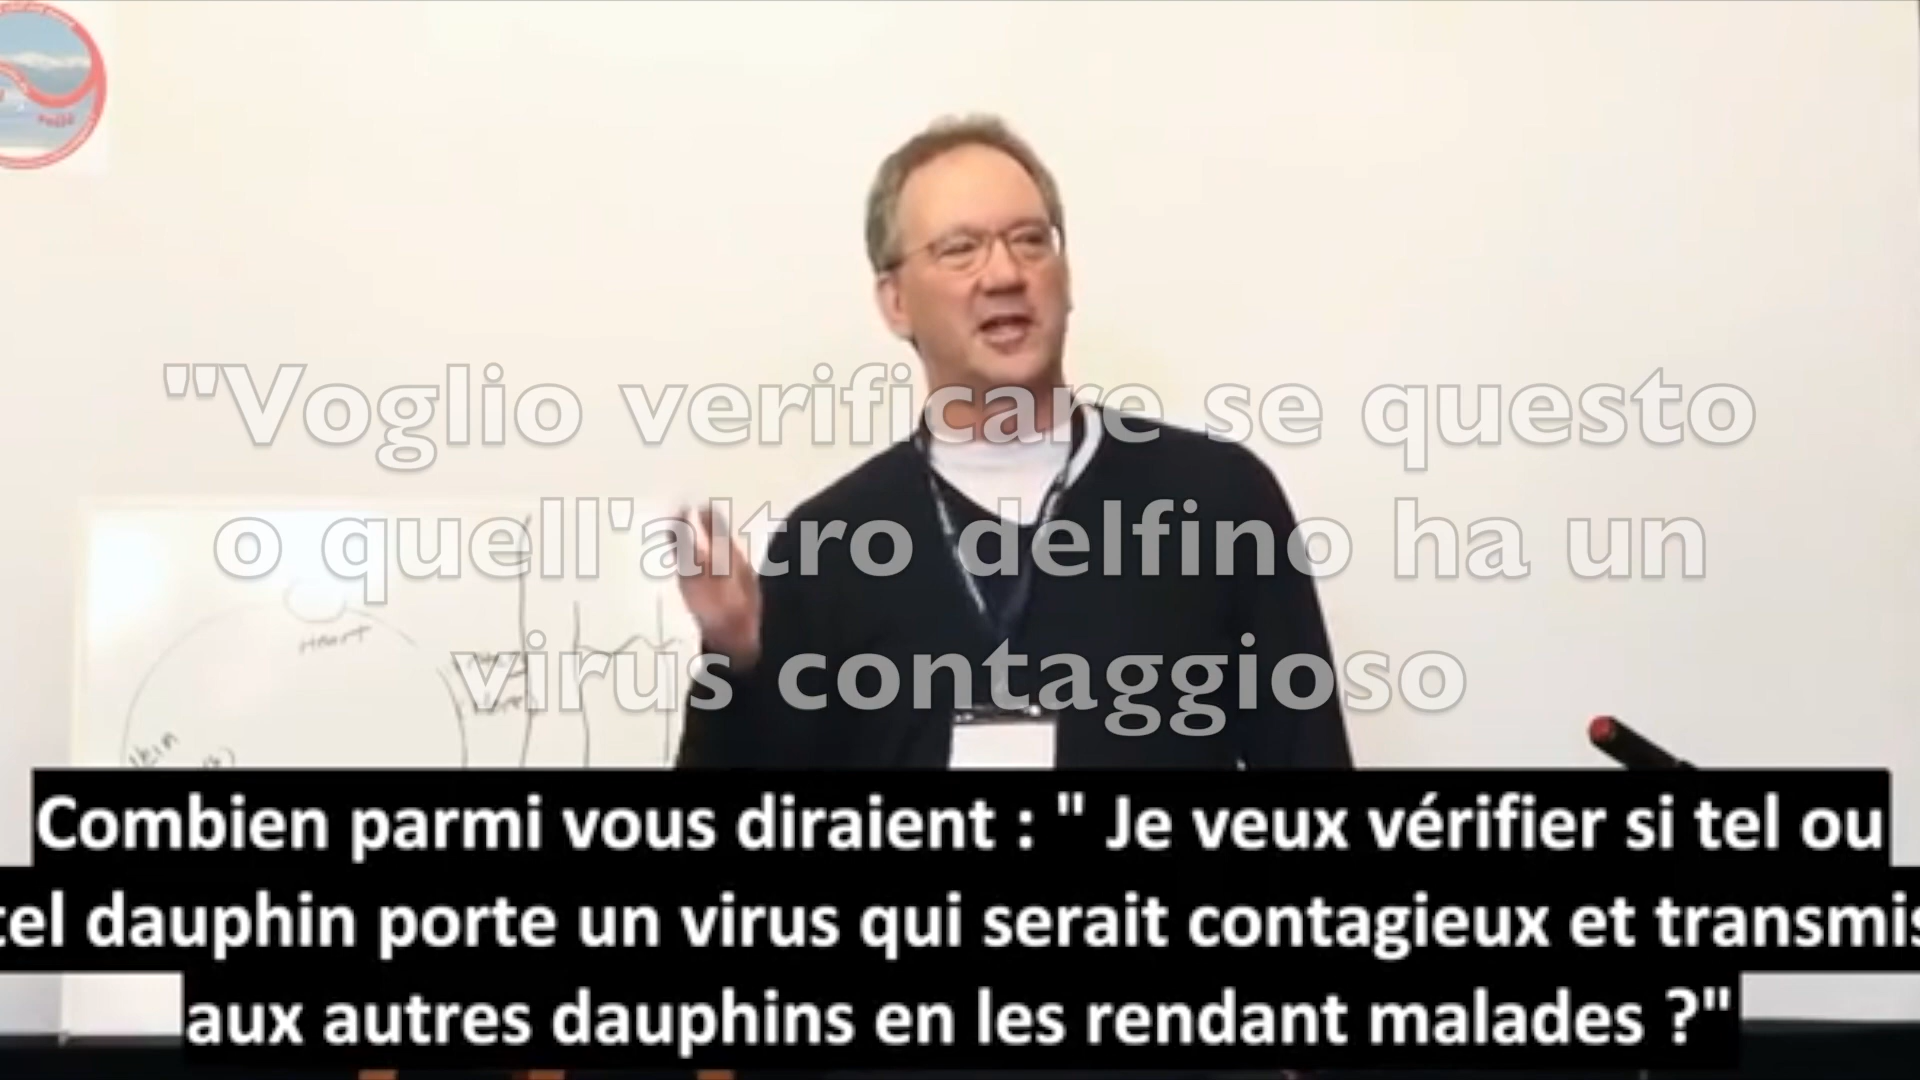 "Voglio verificare se questo
o quell'altro delfino ha un
virus contaggioso
Heart
Combien parmi vous diraient : " Je veux vérifier si tel ou
tel dauphin porte un virus qui serait contagieux et transmis
aux autres dauphins en les rendant malades ?"